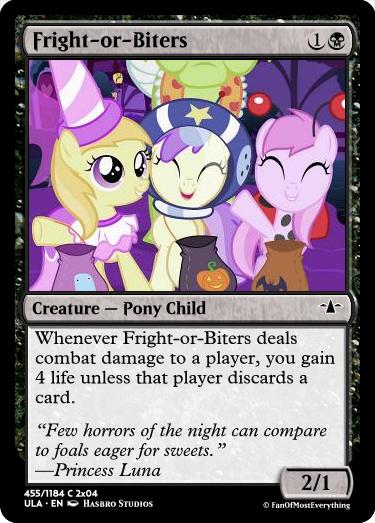 Fright-or-Biters 1
Creature — Pony Child
Whenever Fright-or-Biters deals
combat damage to a player, you gain
4 life unless that player discards a
card.
“Few horrors of the night can compare
to foals eager for sweets.”
—Princess Luna
2/1
455/1184 C 2x04
ULA • EN Hasbro Studios
© FanOfMostEverything